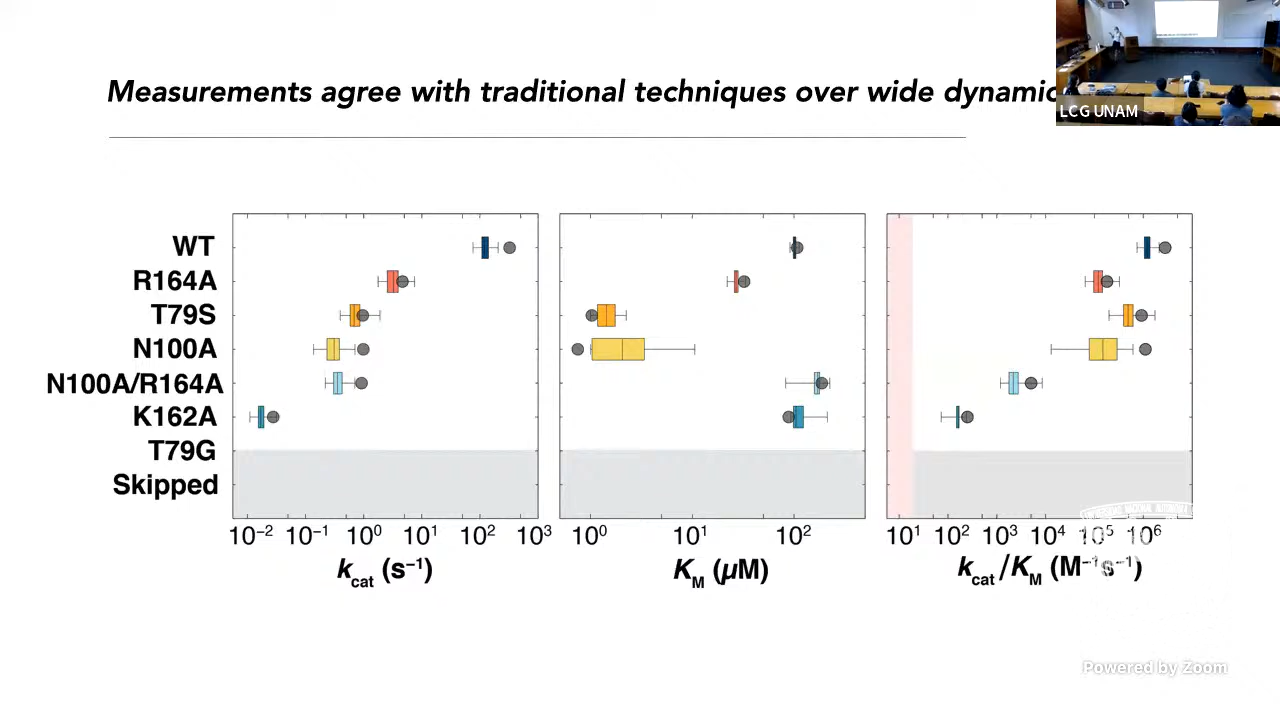 Measurements agree with traditional techniques over wide dynamic
LCG UNAM
WT
R164A
T79S
N100A
N100A/R164A
K162A
T79G
Skipped
10⁻² 10⁻¹ 10⁰ 10¹ 10² 10³
10⁰ 10¹ 10²
10¹ 10² 10³ 10⁴ 10⁵ 10⁶
kcat (s⁻¹)
KM (μM)
kcat/KM (M⁻¹s⁻¹)
Powered by Zoom